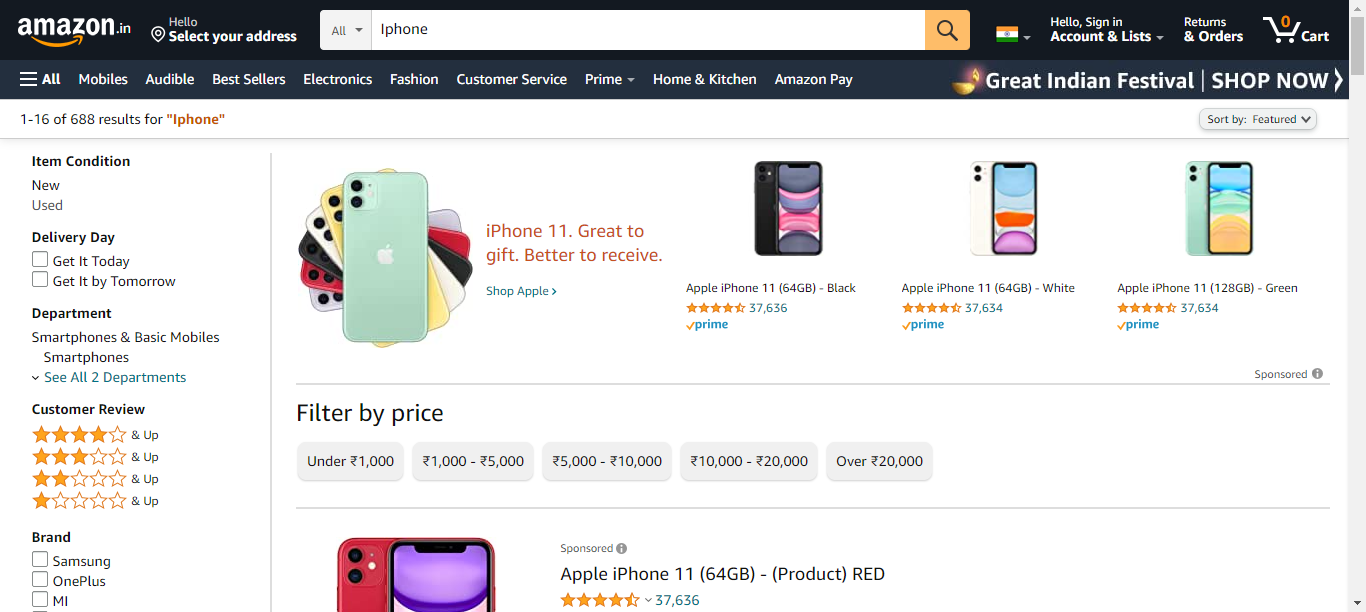 amazon.in
Hello
Select your address
All
Iphone
Hello, Sign in
Account & Lists
Returns
& Orders
0
Cart
All
Mobiles
Audible
Best Sellers
Electronics
Fashion
Customer Service
Prime
Home & Kitchen
Amazon Pay
Great Indian Festival | SHOP NOW
1-16 of 688 results for "Iphone"
Sort by: Featured
Item Condition
New
Used
Delivery Day
Get It Today
Get It by Tomorrow
Department
Smartphones & Basic Mobiles
Smartphones
See All 2 Departments
Customer Review
& Up
& Up
& Up
& Up
Brand
Samsung
OnePlus
MI
iPhone 11. Great to
gift. Better to receive.
Shop Apple ›
Apple iPhone 11 (64GB) - Black
37,636
prime
Apple iPhone 11 (64GB) - White
37,634
prime
Apple iPhone 11 (128GB) - Green
37,634
prime
Sponsored
Filter by price
Under ₹1,000
₹1,000 - ₹5,000
₹5,000 - ₹10,000
₹10,000 - ₹20,000
Over ₹20,000
Sponsored
Apple iPhone 11 (64GB) - (Product) RED
37,636